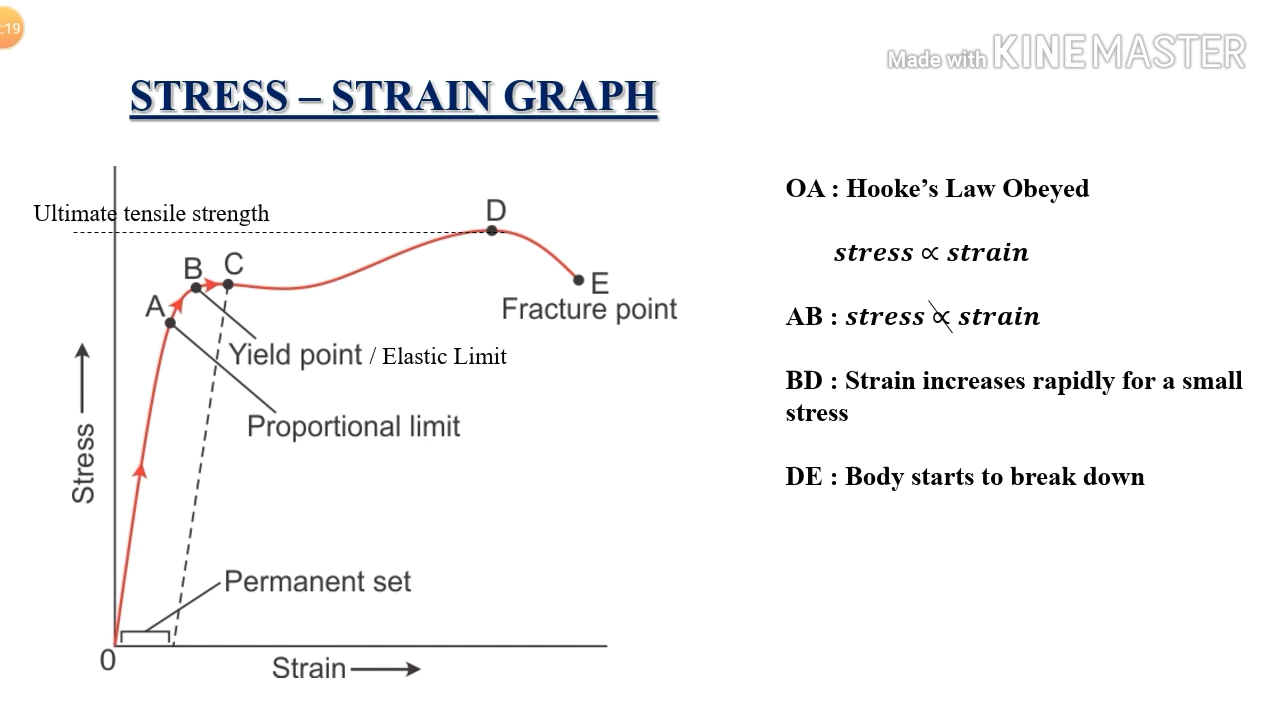 :19
Made with KINEMASTER
STRESS – STRAIN GRAPH
Ultimate tensile strength
D
B
C
E
A
Fracture point
Yield point / Elastic Limit
Proportional limit
Stress
Permanent set
0
Strain
OA : Hooke’s Law Obeyed
stress ∝ strain
AB : stress ∝ strain
BD : Strain increases rapidly for a small
stress
DE : Body starts to break down